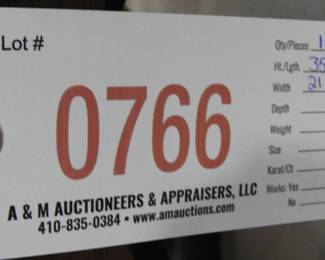 Lot #
0766
A & M AUCTIONEERS & APPRAISERS, LLC
410-835-0384 • www.amauctions.com
Qty/Pieces 1
Ht./Lgth. 35
Width 21
Depth
Weight
Size
Karat/Ct
Works: Yes
No